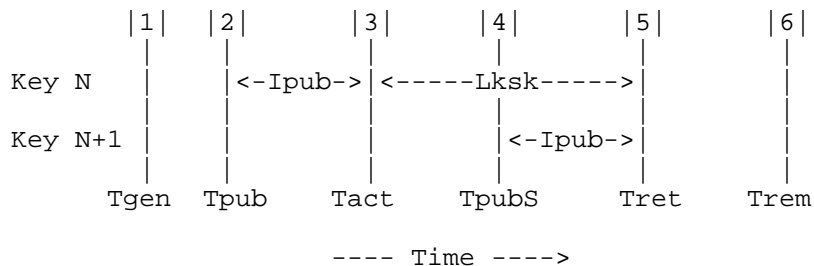 |1| |2| |3| |4| |5| |6|
| | | | | |
Key N | |<-Ipub->|<-----Lksk----->| |
| | | | | |
Key N+1 | | | |<-Ipub->| |
| | | | | |
Tgen Tpub Tact TpubS Tret Trem
---- Time ---->